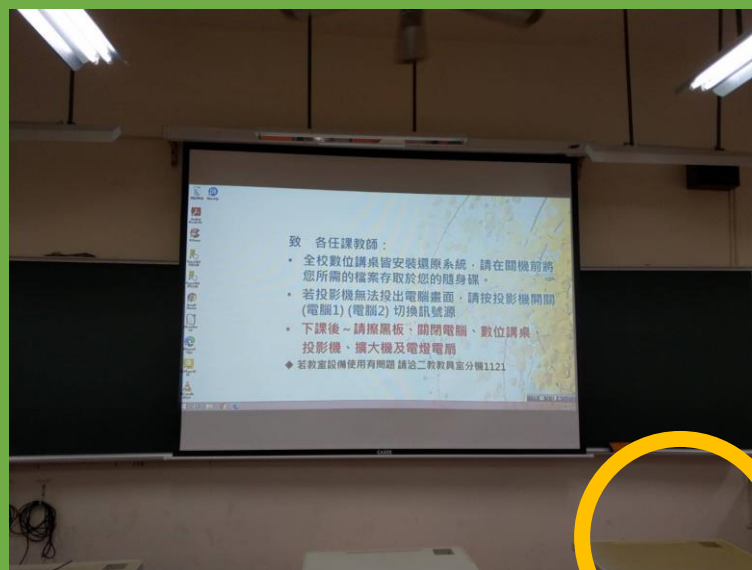 致 各任課教師：
• 全校數位講桌皆安裝還原系統，請在關機前將
您所需的檔案存取於您的隨身碟。
• 若投影機無法投出電腦畫面，請按投影機開關
(電腦1) (電腦2) 切換訊號源
• 下課後~請擦黑板、關閉電腦、數位講桌、
投影機、擴大機及電燈電扇
◆ 若教室設備使用有問題 請洽二教教具室分機1121